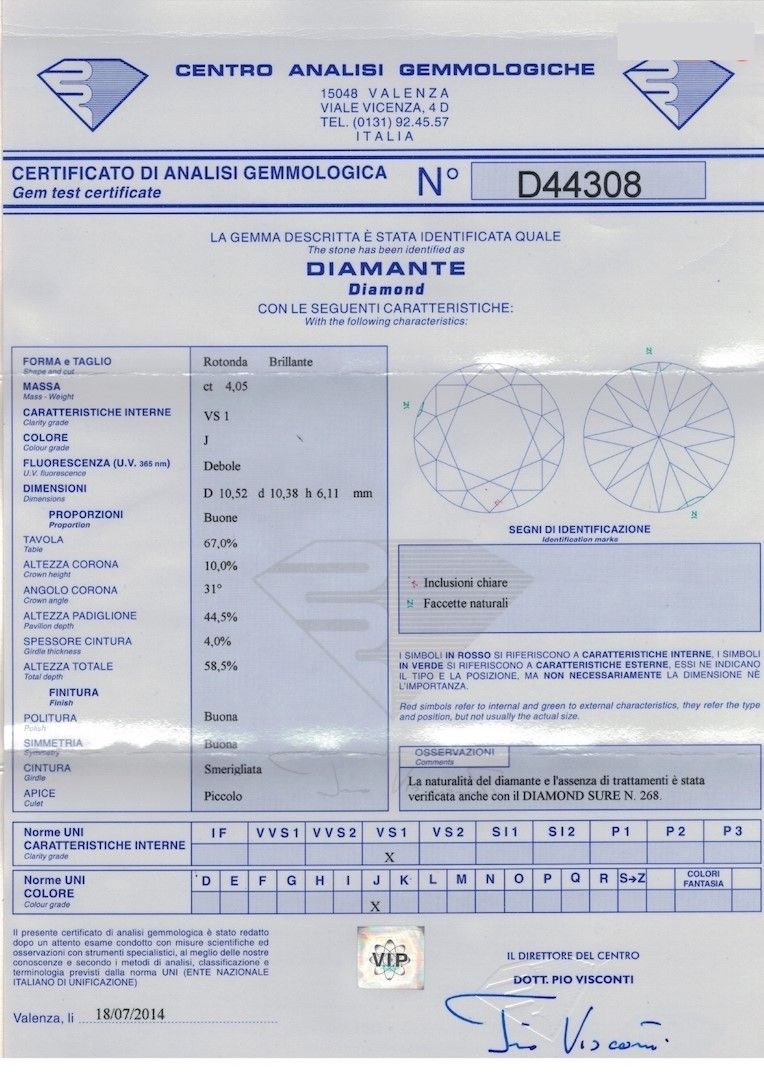 CENTRO ANALISI GEMMOLOGICHE
15048 VALENZA
VIALE VICENZA, 4 D
TEL. (0131) 92.45.57
ITALIA
CERTIFICATO DI ANALISI GEMMOLOGICA
Gem test certificate
N° D44308
LA GEMMA DESCRITTA È STATA IDENTIFICATA QUALE
The stone has been identified as
DIAMANTE
Diamond
CON LE SEGUENTI CARATTERISTICHE:
With the following characteristics:
FORMA e TAGLIO Rotonda Brillante
Shape and cut
MASSA ct 4,05
Mass - Weight
CARATTERISTICHE INTERNE VS 1
Clarity grade
COLORE J
Colour grade
FLUORESCENZA (U.V. 365 nm) Debole
U.V. fluorescence
DIMENSIONI D 10,52 d 10,38 h 6,11 mm
Dimensions
PROPORZIONI Buone
Proportion
TAVOLA 67,0%
Table
ALTEZZA CORONA 10,0%
Crown height
ANGOLO CORONA 31°
Crown angle
ALTEZZA PADIGLIONE 44,5%
Pavilion depth
SPESSORE CINTURA 4,0%
Girdle thickness
ALTEZZA TOTALE 58,5%
Total depth
FINITURA
Finish
POLITURA Buona
Polish
SIMMETRIA Buona
Symmetry
CINTURA Smerigliata
Girdle
APICE Piccolo
Culet
SEGNI DI IDENTIFICAZIONE
Identification marks
Inclusioni chiare
Faccette naturali
I SIMBOLI IN ROSSO SI RIFERISCONO A CARATTERISTICHE INTERNE, I SIMBOLI
IN VERDE SI RIFERISCONO A CARATTERISTICHE ESTERNE, ESSI NE INDICANO
IL TIPO E LA POSIZIONE, MA NON NECESSARIAMENTE LA DIMENSIONE NÈ
L'IMPORTANZA.
Red simbols refer to internal and green to external characteristics, they refer the type
and position, but not usually the actual size.
OSSERVAZIONI
Comments
La naturalità del diamante e l'assenza di trattamenti è stata
verificata anche con il DIAMOND SURE N. 268.
Norme UNI IF VVS1 VVS2 VS1 VS2 SI1 SI2 P1 P2 P3
CARATTERISTICHE INTERNE
Clarity grade X
Norme UNI D E F G H I J K L M N O P Q R S→Z COLORI FANTASIA
COLORE
Colour grade X
Il presente certificato di analisi gemmologica è stato redatto
dopo un attento esame condotto con misure scientifiche ed
osservazioni con strumenti specialistici, al meglio delle nostre
conoscenze e secondo i metodi di analisi, classificazione e
terminologia previsti dalla norma UNI (ENTE NAZIONALE
ITALIANO DI UNIFICAZIONE)
VIP
IL DIRETTORE DEL CENTRO
DOTT. PIO VISCONTI
Valenza, li 18/07/2014
Pio Visconti